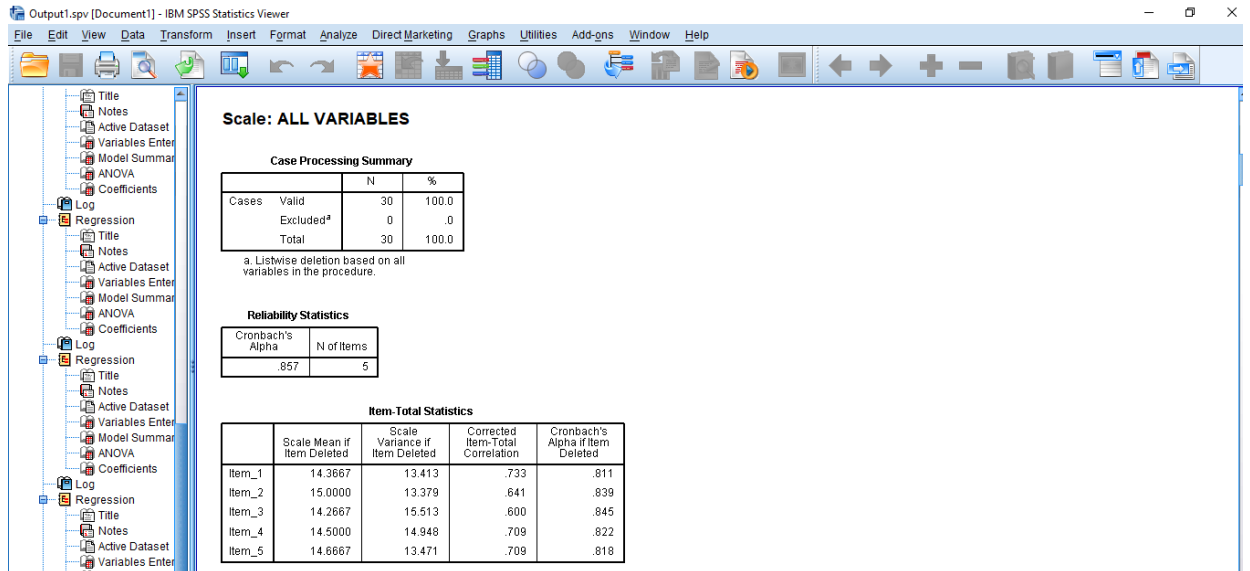 Output1.spv [Document1] - IBM SPSS Statistics Viewer
File Edit View Data Transform Insert Format Analyze Direct Marketing Graphs Utilities Add-ons Window Help
Title
Notes
Active Dataset
Variables Enter
Model Summar
ANOVA
Coefficients
Log
Regression
Title
Notes
Active Dataset
Variables Enter
Model Summar
ANOVA
Coefficients
Log
Regression
Title
Notes
Active Dataset
Variables Enter
Model Summar
ANOVA
Coefficients
Log
Regression
Title
Notes
Active Dataset
Variables Enter
Scale: ALL VARIABLES
Case Processing Summary
N %
Cases Valid 30 100.0
Excludedª 0 .0
Total 30 100.0
a. Listwise deletion based on all
variables in the procedure.
Reliability Statistics
Cronbach's
Alpha N of Items
.857 5
Item-Total Statistics
Scale Mean if Item Deleted Scale Variance if Item Deleted Corrected Item-Total Correlation Cronbach's Alpha if Item Deleted
Item_1 14.3667 13.413 .733 .811
Item_2 15.0000 13.379 .641 .839
Item_3 14.2667 15.513 .600 .845
Item_4 14.5000 14.948 .709 .822
Item_5 14.6667 13.471 .709 .818